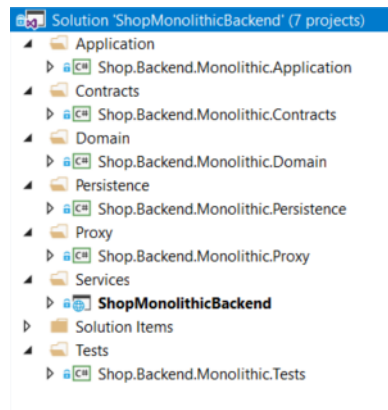 Solution 'ShopMonolithicBackend' (7 projects)
Application
C# Shop.Backend.Monolithic.Application
Contracts
C# Shop.Backend.Monolithic.Contracts
Domain
C# Shop.Backend.Monolithic.Domain
Persistence
C# Shop.Backend.Monolithic.Persistence
Proxy
C# Shop.Backend.Monolithic.Proxy
Services
ShopMonolithicBackend
Solution Items
Tests
C# Shop.Backend.Monolithic.Tests